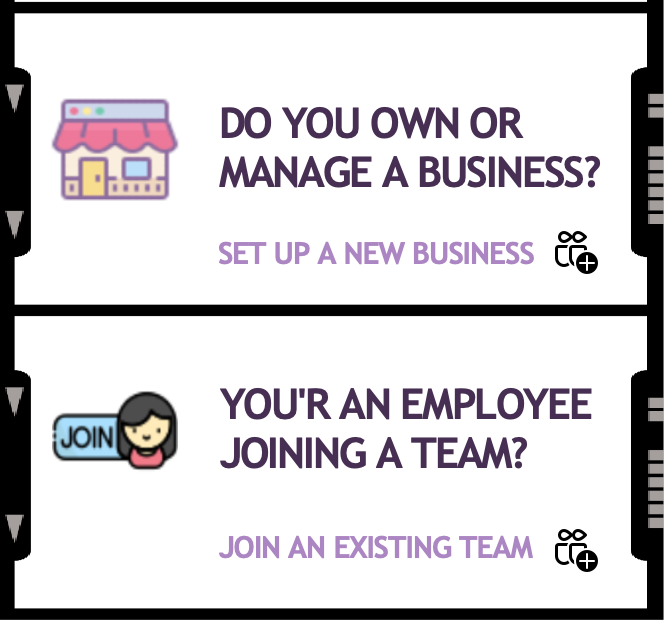 DO YOU OWN OR
MANAGE A BUSINESS?
SET UP A NEW BUSINESS
JOIN
YOU'R AN EMPLOYEE
JOINING A TEAM?
JOIN AN EXISTING TEAM